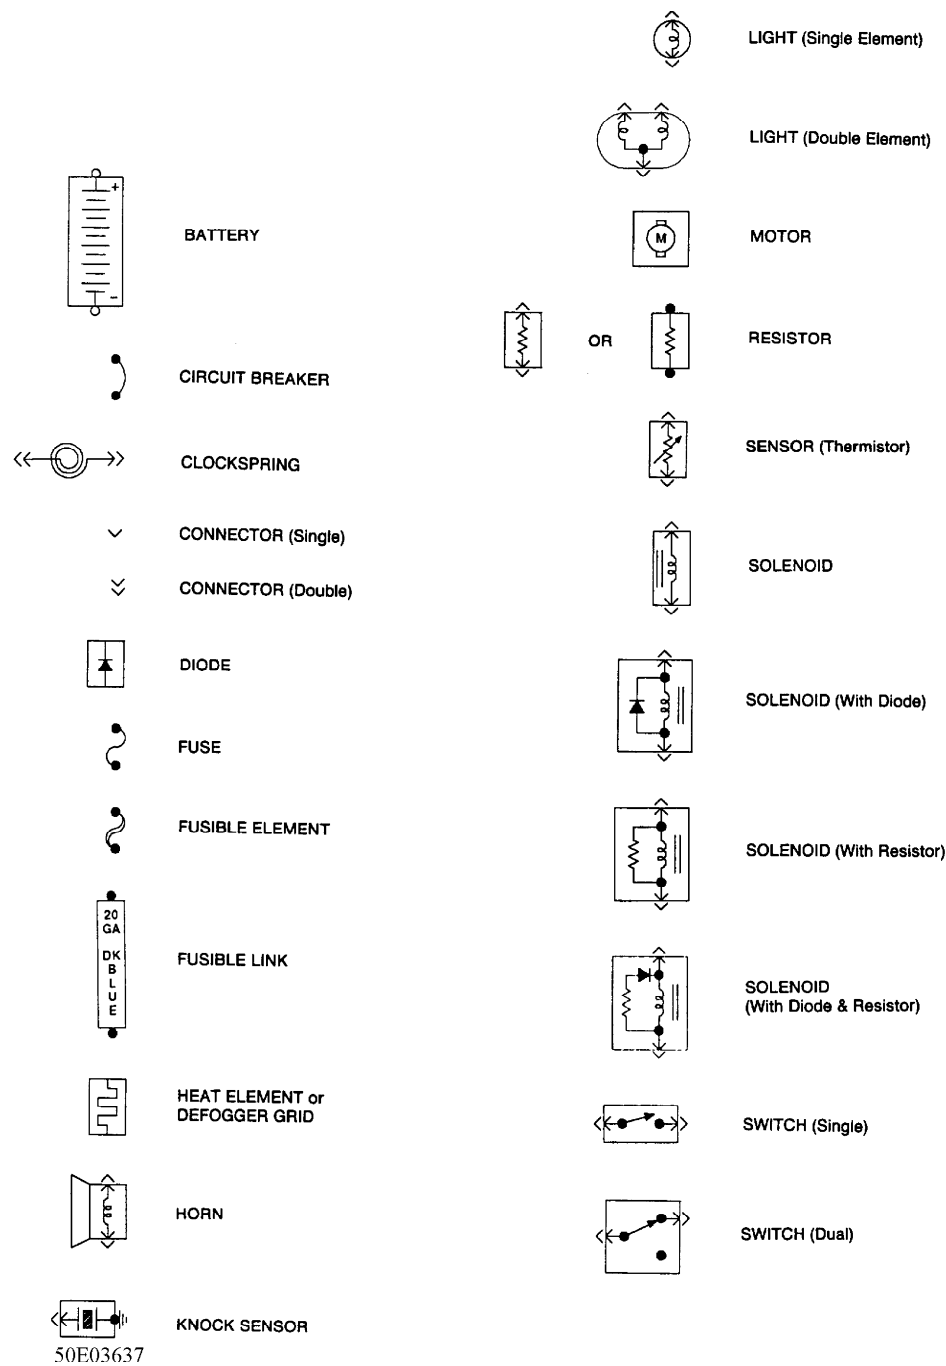 +
-
BATTERY
CIRCUIT BREAKER
CLOCKSPRING
CONNECTOR (Single)
CONNECTOR (Double)
DIODE
FUSE
FUSIBLE ELEMENT
20
GA
DK
B
L
U
E
FUSIBLE LINK
HEAT ELEMENT or
DEFOGGER GRID
HORN
KNOCK SENSOR
50E03637
LIGHT (Single Element)
LIGHT (Double Element)
M
MOTOR
OR
RESISTOR
SENSOR (Thermistor)
SOLENOID
SOLENOID (With Diode)
SOLENOID (With Resistor)
SOLENOID
(With Diode & Resistor)
SWITCH (Single)
SWITCH (Dual)